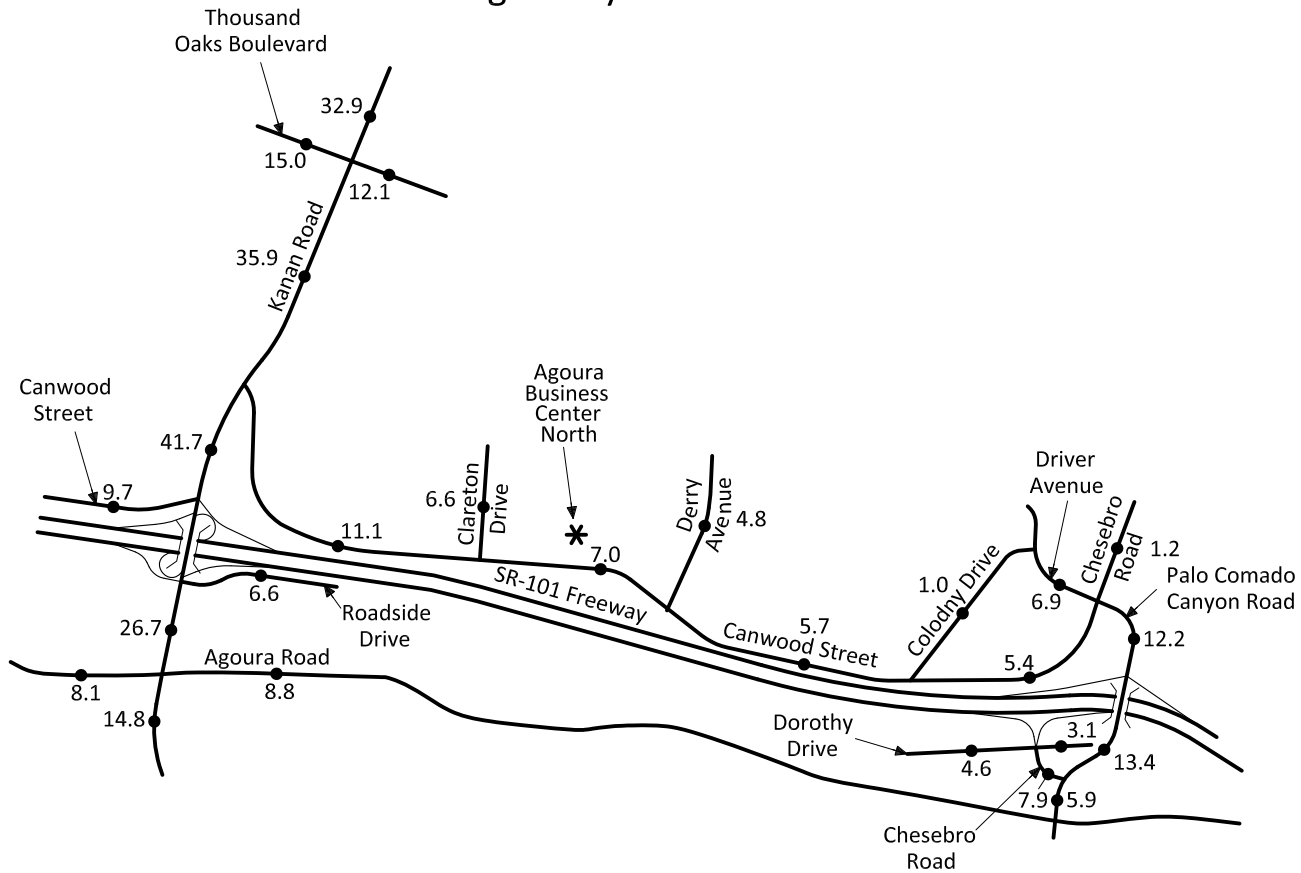 Thousand
Oaks Boulevard
32.9
15.0
12.1
Kanan Road
35.9
Canwood
Street
41.7
9.7
Agoura
Business
Center
North
11.1
6.6
Clareton
Drive
7.0
Derry
Avenue
4.8
SR-101 Freeway
6.6
Roadside
Drive
26.7
Agoura Road
8.1
8.8
14.8
5.7
Canwood Street
Driver
Avenue
Chesebro
Road
1.2
Palo Comado
Canyon Road
Colodny Drive
1.0
6.9
12.2
5.4
Dorothy
Drive
4.6
3.1
13.4
7.9
5.9
Chesebro
Road